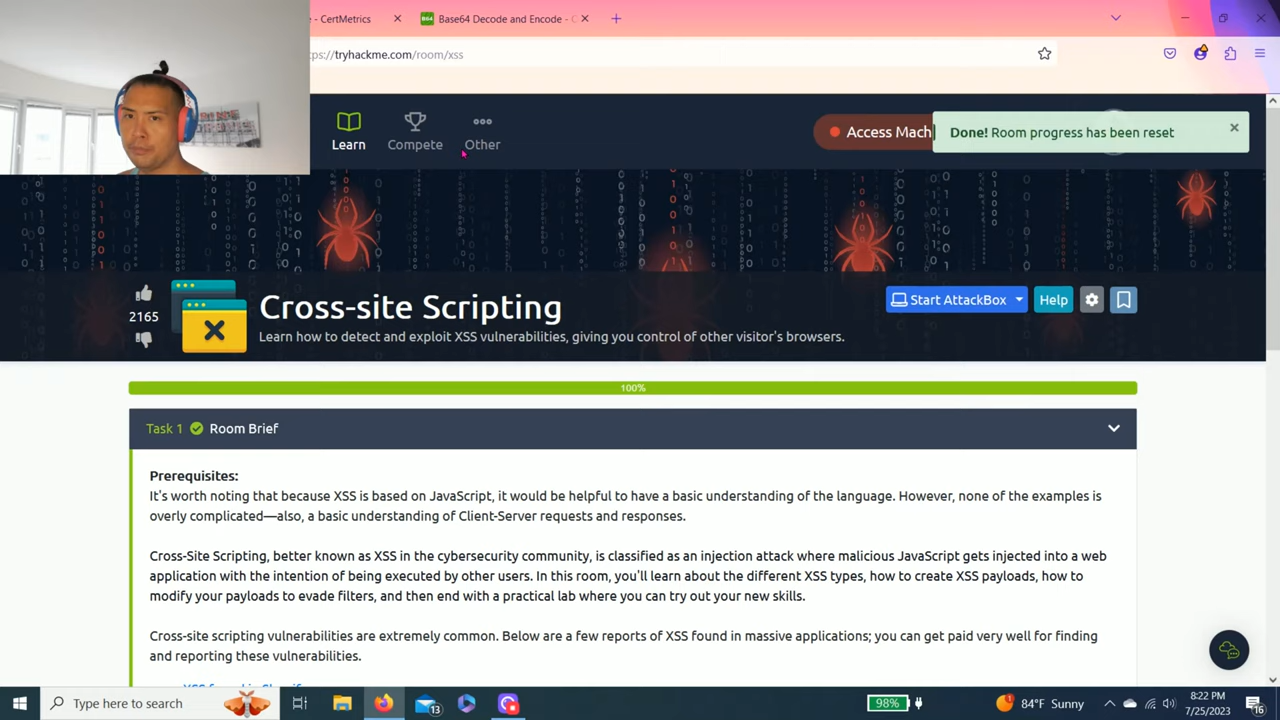 - CertMetrics
B64
Base64 Decode and Encode - C
ps://tryhackme.com/room/xss
Learn
Compete
Other
Access Mach
Done! Room progress has been reset
2165
Cross-site Scripting
Learn how to detect and exploit XSS vulnerabilities, giving you control of other visitor's browsers.
Start AttackBox
Help
100%
Task 1
Room Brief
Prerequisites:
It's worth noting that because XSS is based on JavaScript, it would be helpful to have a basic understanding of the language. However, none of the examples is
overly complicated—also, a basic understanding of Client-Server requests and responses.
Cross-Site Scripting, better known as XSS in the cybersecurity community, is classified as an injection attack where malicious JavaScript gets injected into a web
application with the intention of being executed by other users. In this room, you'll learn about the different XSS types, how to create XSS payloads, how to
modify your payloads to evade filters, and then end with a practical lab where you can try out your new skills.
Cross-site scripting vulnerabilities are extremely common. Below are a few reports of XSS found in massive applications; you can get paid very well for finding
and reporting these vulnerabilities.
Type here to search
13
98%
84°F Sunny
8:22 PM
7/25/2023
16